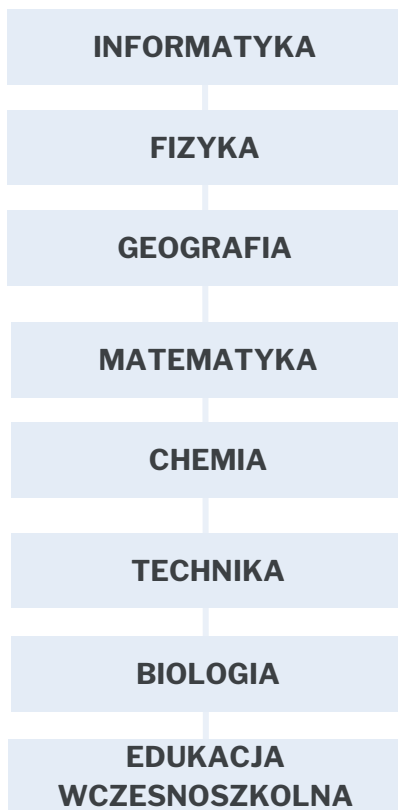 INFORMATYKA
FIZYKA
GEOGRAFIA
MATEMATYKA
CHEMIA
TECHNIKA
BIOLOGIA
EDUKACJA
WCZESNOSZKOLNA